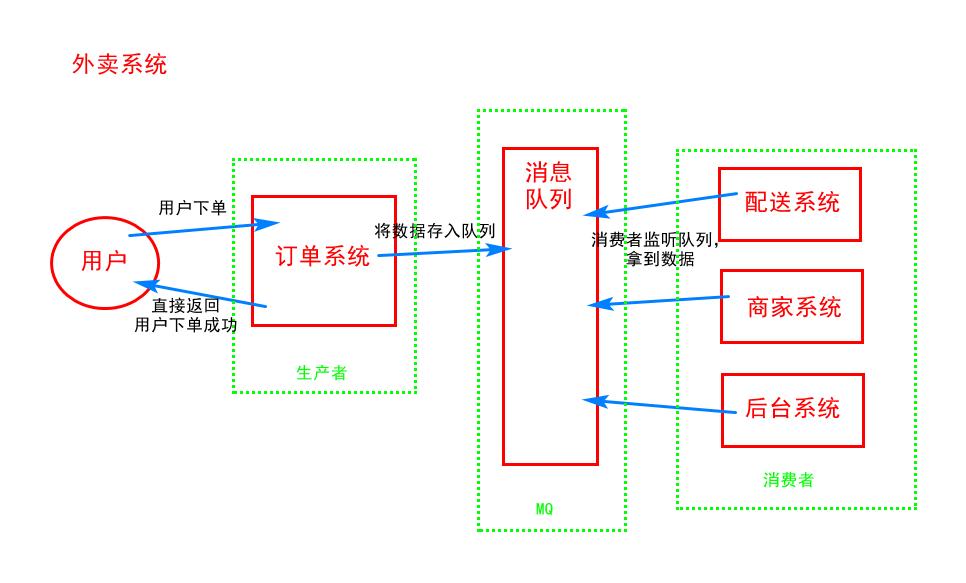 外卖系统
用户
用户下单
直接返回
用户下单成功
订单系统
生产者
将数据存入队列
消息
队列
MQ
消费者监听队列，
拿到数据
配送系统
商家系统
后台系统
消费者